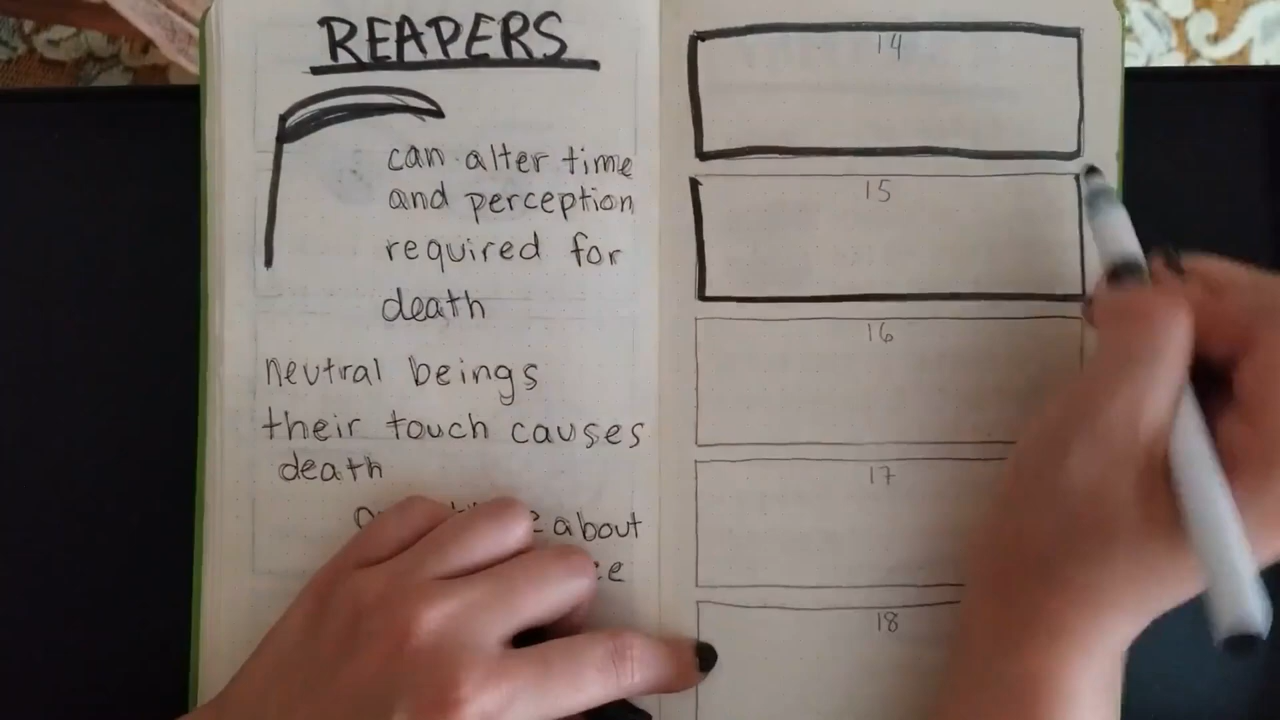 REAPERS
can alter time
and perception
required for
death
neutral beings
their touch causes
death
about
14
15
16
17
18